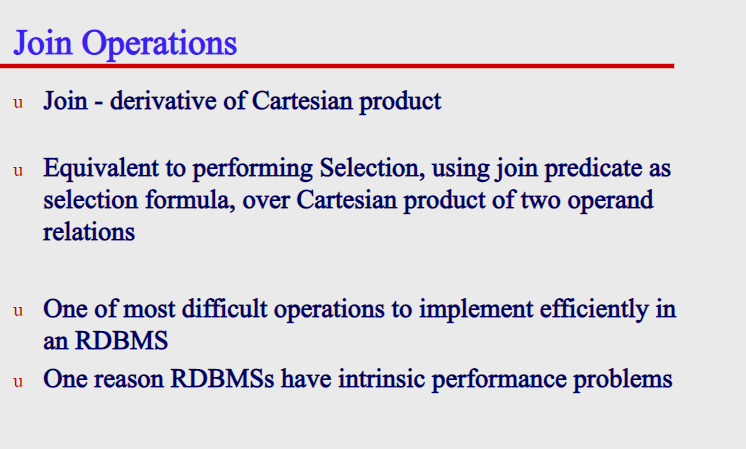 Join Operations
u Join - derivative of Cartesian product
u Equivalent to performing Selection, using join predicate as
selection formula, over Cartesian product of two operand
relations
u One of most difficult operations to implement efficiently in
an RDBMS
u One reason RDBMSs have intrinsic performance problems